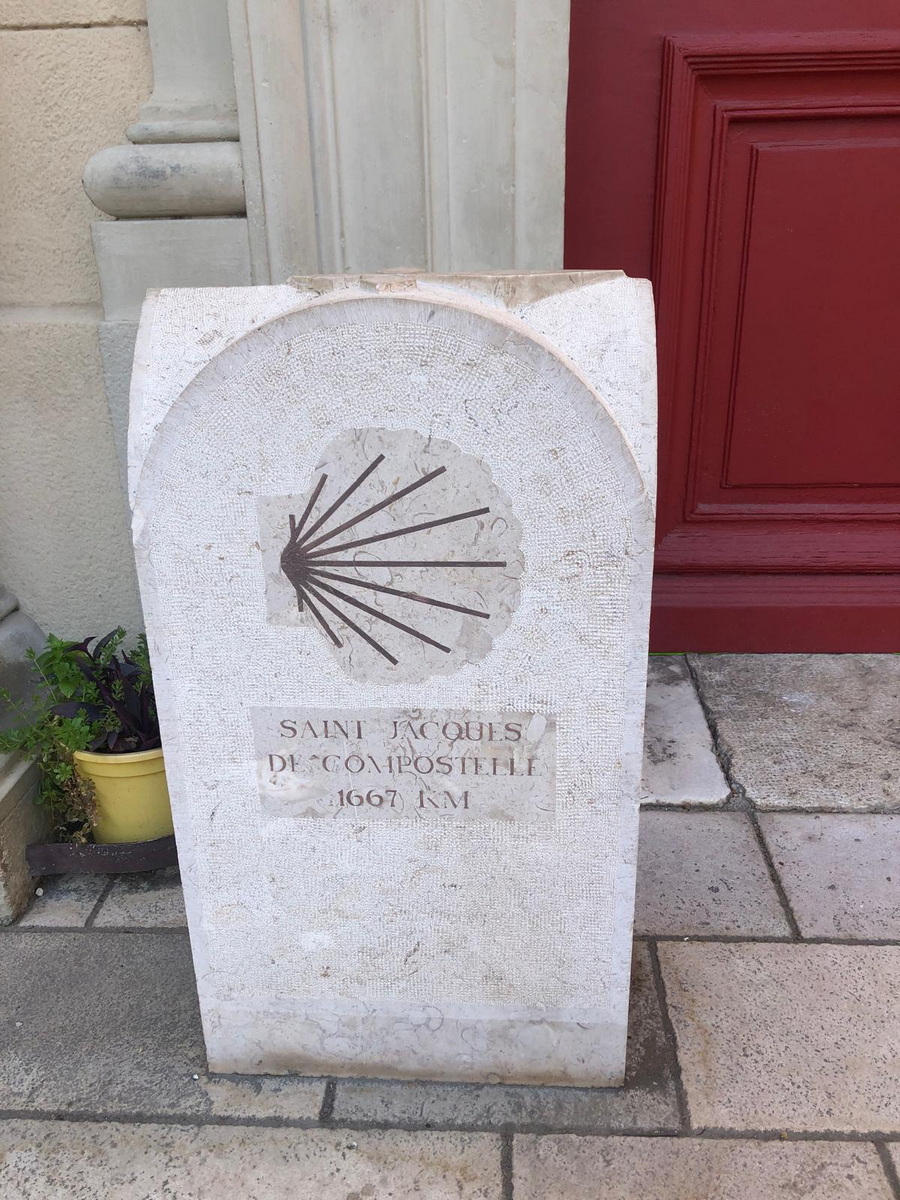 SAINT JACQUES
DE COMPOSTELLE
1667 KM